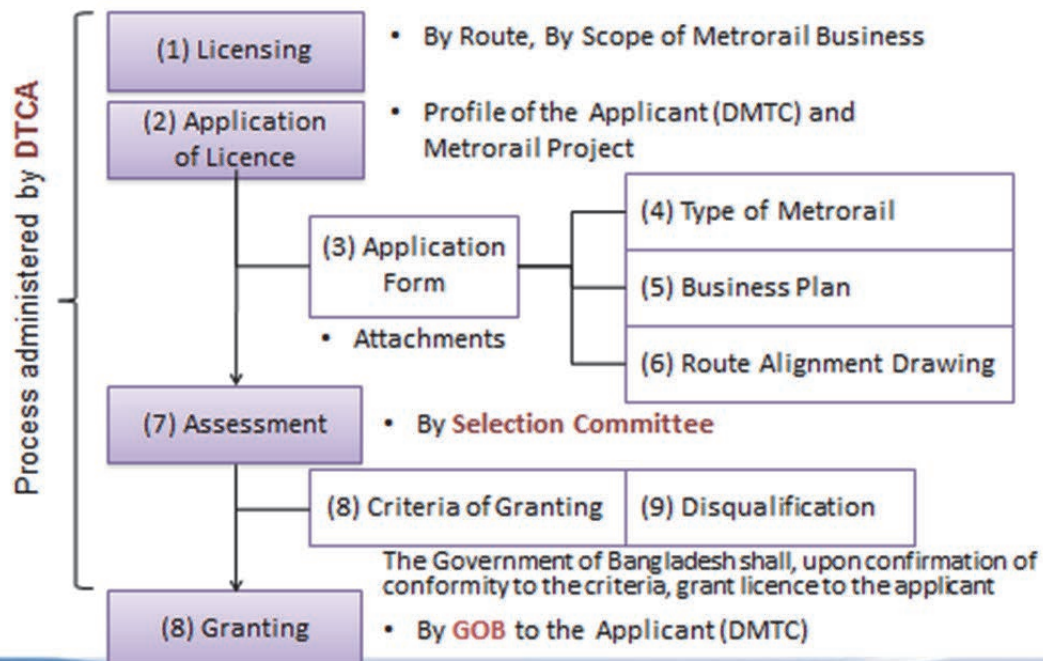 Process administered by DTCA
(1) Licensing
• By Route, By Scope of Metrorail Business
(2) Application
of Licence
• Profile of the Applicant (DMTC) and
Metrorail Project
(3) Application
Form
• Attachments
(4) Type of Metrorail
(5) Business Plan
(6) Route Alignment Drawing
(7) Assessment
• By Selection Committee
(8) Criteria of Granting
(9) Disqualification
The Government of Bangladesh shall, upon confirmation of
conformity to the criteria, grant licence to the applicant
(8) Granting
• By GOB to the Applicant (DMTC)